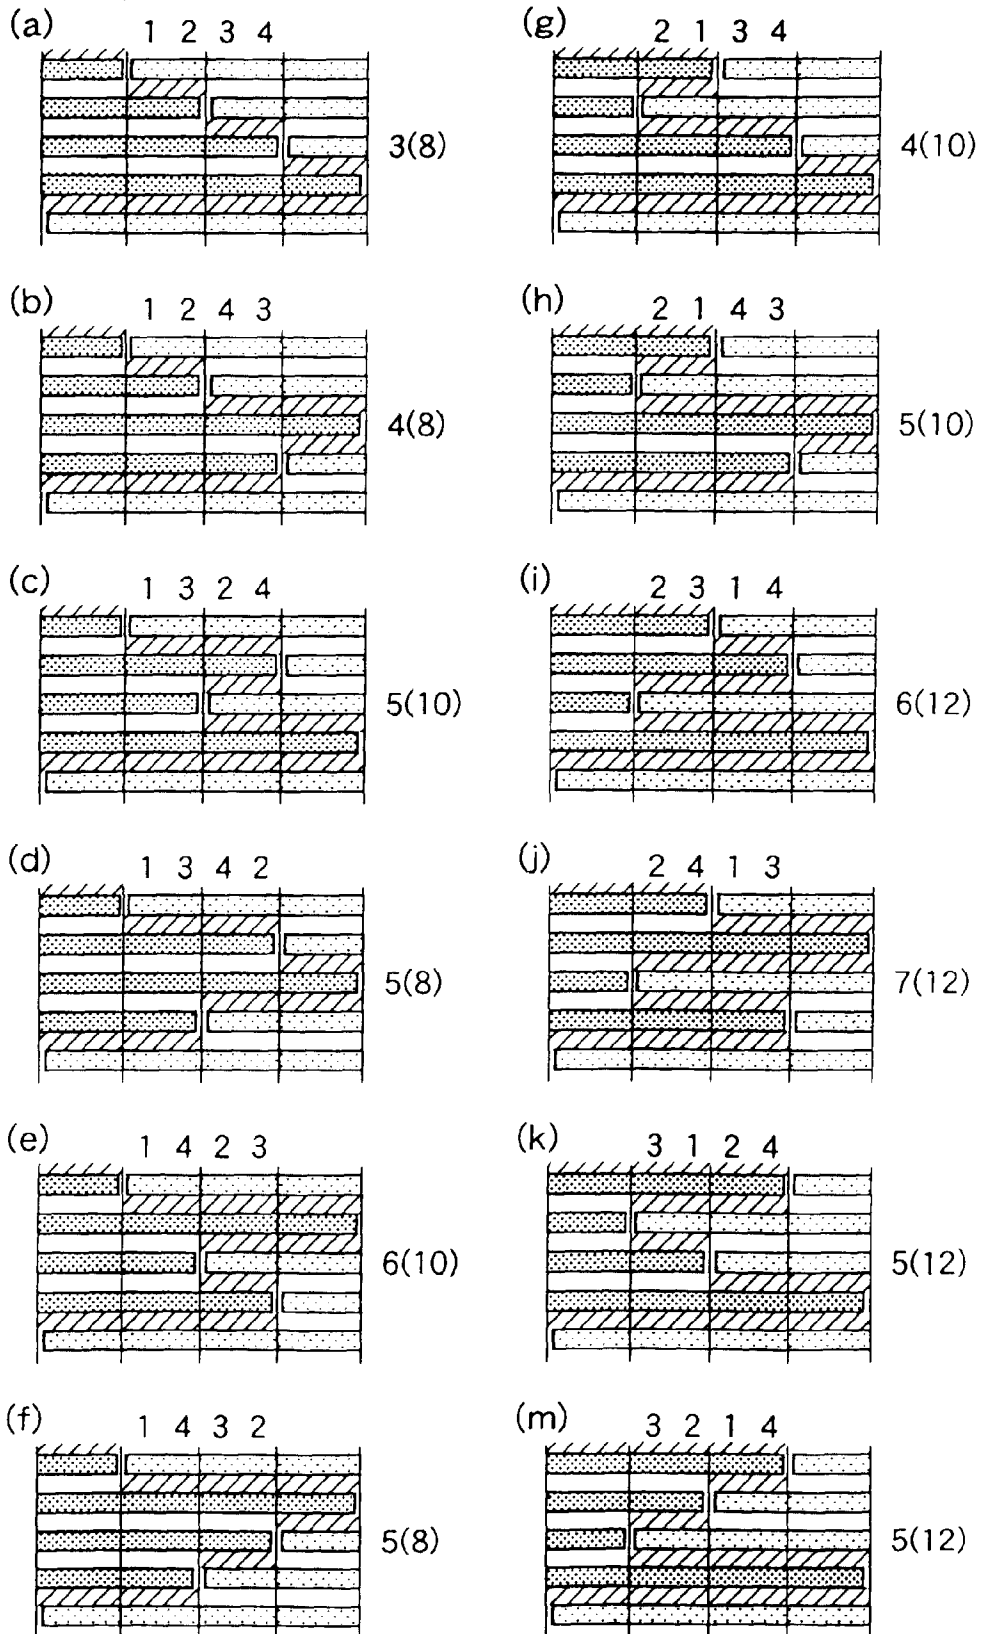 (a) 1 2 3 4
3(8)
(b) 1 2 4 3
4(8)
(c) 1 3 2 4
5(10)
(d) 1 3 4 2
5(8)
(e) 1 4 2 3
6(10)
(f) 1 4 3 2
5(8)
(g) 2 1 3 4
4(10)
(h) 2 1 4 3
5(10)
(i) 2 3 1 4
6(12)
(j) 2 4 1 3
7(12)
(k) 3 1 2 4
5(12)
(m) 3 2 1 4
5(12)